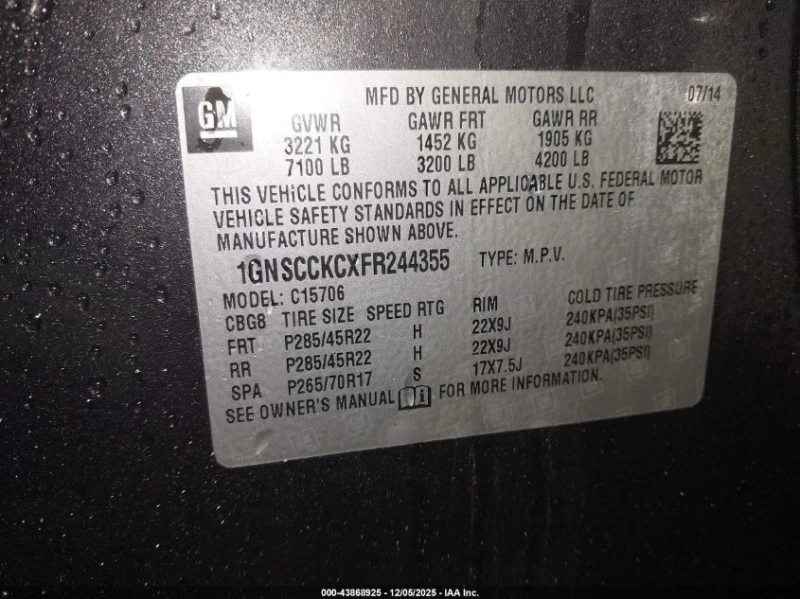 GM
MFD BY GENERAL MOTORS LLC 07/14
GVWR GAWR FRT GAWR RR
3221 KG 1452 KG 1905 KG
7100 LB 3200 LB 4200 LB
THIS VEHICLE CONFORMS TO ALL APPLICABLE U.S. FEDERAL MOTOR
VEHICLE SAFETY STANDARDS IN EFFECT ON THE DATE OF
MANUFACTURE SHOWN ABOVE.
1GNSCCKCXFR244355 TYPE: M.P.V.
MODEL: C15706
CBG8 TIRE SIZE SPEED RTG RIM COLD TIRE PRESSURE
FRT P285/45R22 H 22X9J 240KPA(35PSI)
RR P285/45R22 H 22X9J 240KPA(35PSI)
SPA P265/70R17 S 17X7.5J 240KPA(35PSI)
SEE OWNER'S MANUAL i FOR MORE INFORMATION.
000-43868925 - 12/05/2025 - IAA Inc.